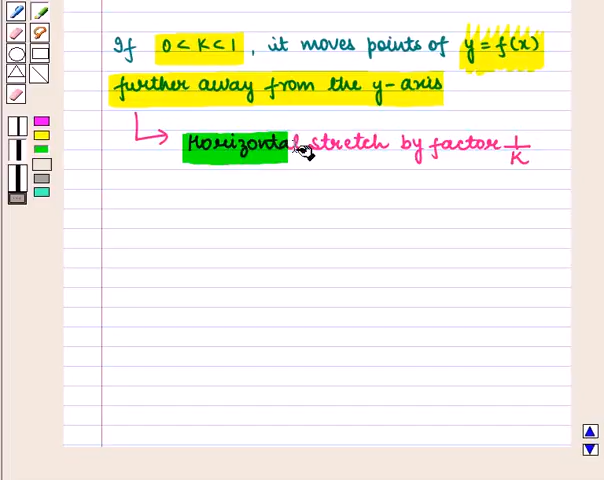 If 0 < K < 1, it moves points of y = f(x)
further away from the y-axis
Horizontal stretch by factor 1/K